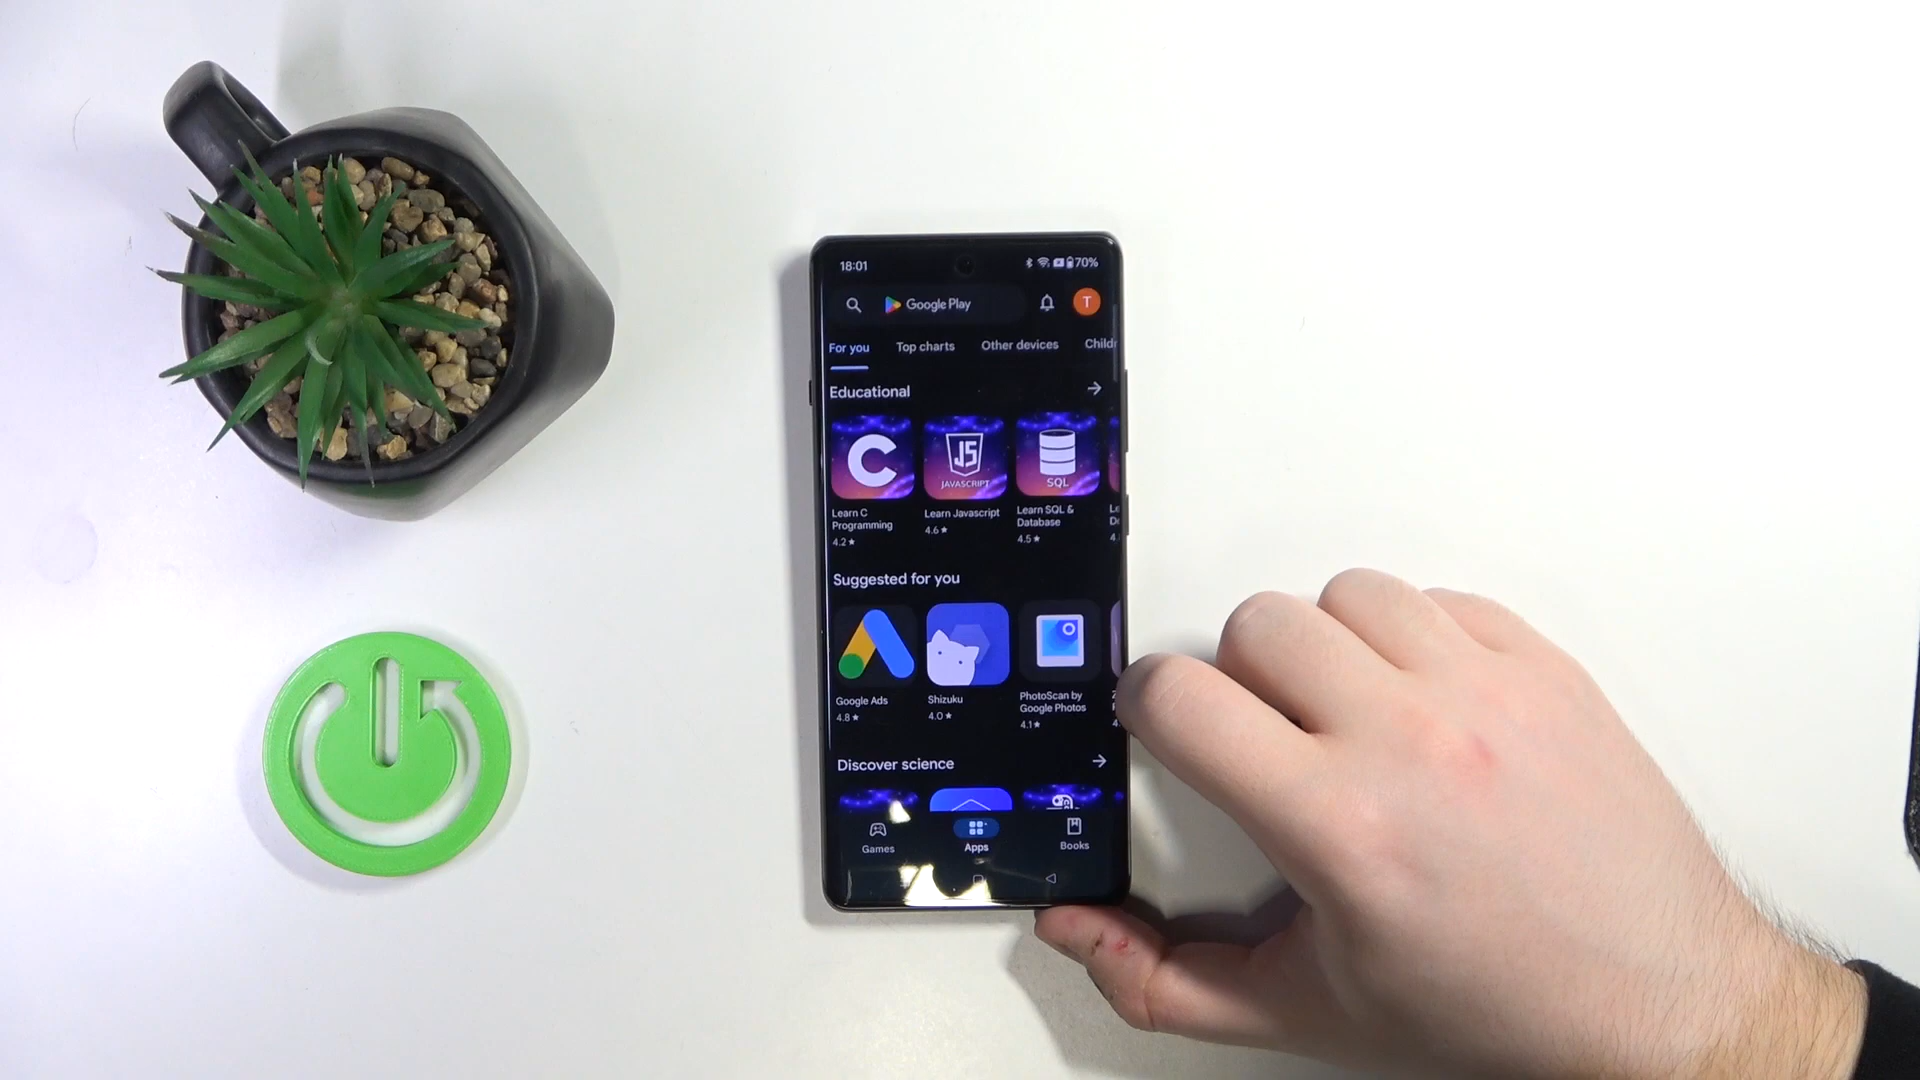 18:01
70%
Google Play
T
For you Top charts Other devices
Educational
JS
JAVASCRIPT
SQL
Learn C
Programming
4.2★
Learn Javascript
4.6★
Learn SQL &
Database
4.5★
Suggested for you
Google Ads
4.8★
Shizuku
4.0★
PhotoScan by
Google Photos
4.1★
Discover science
Games
Apps
Books